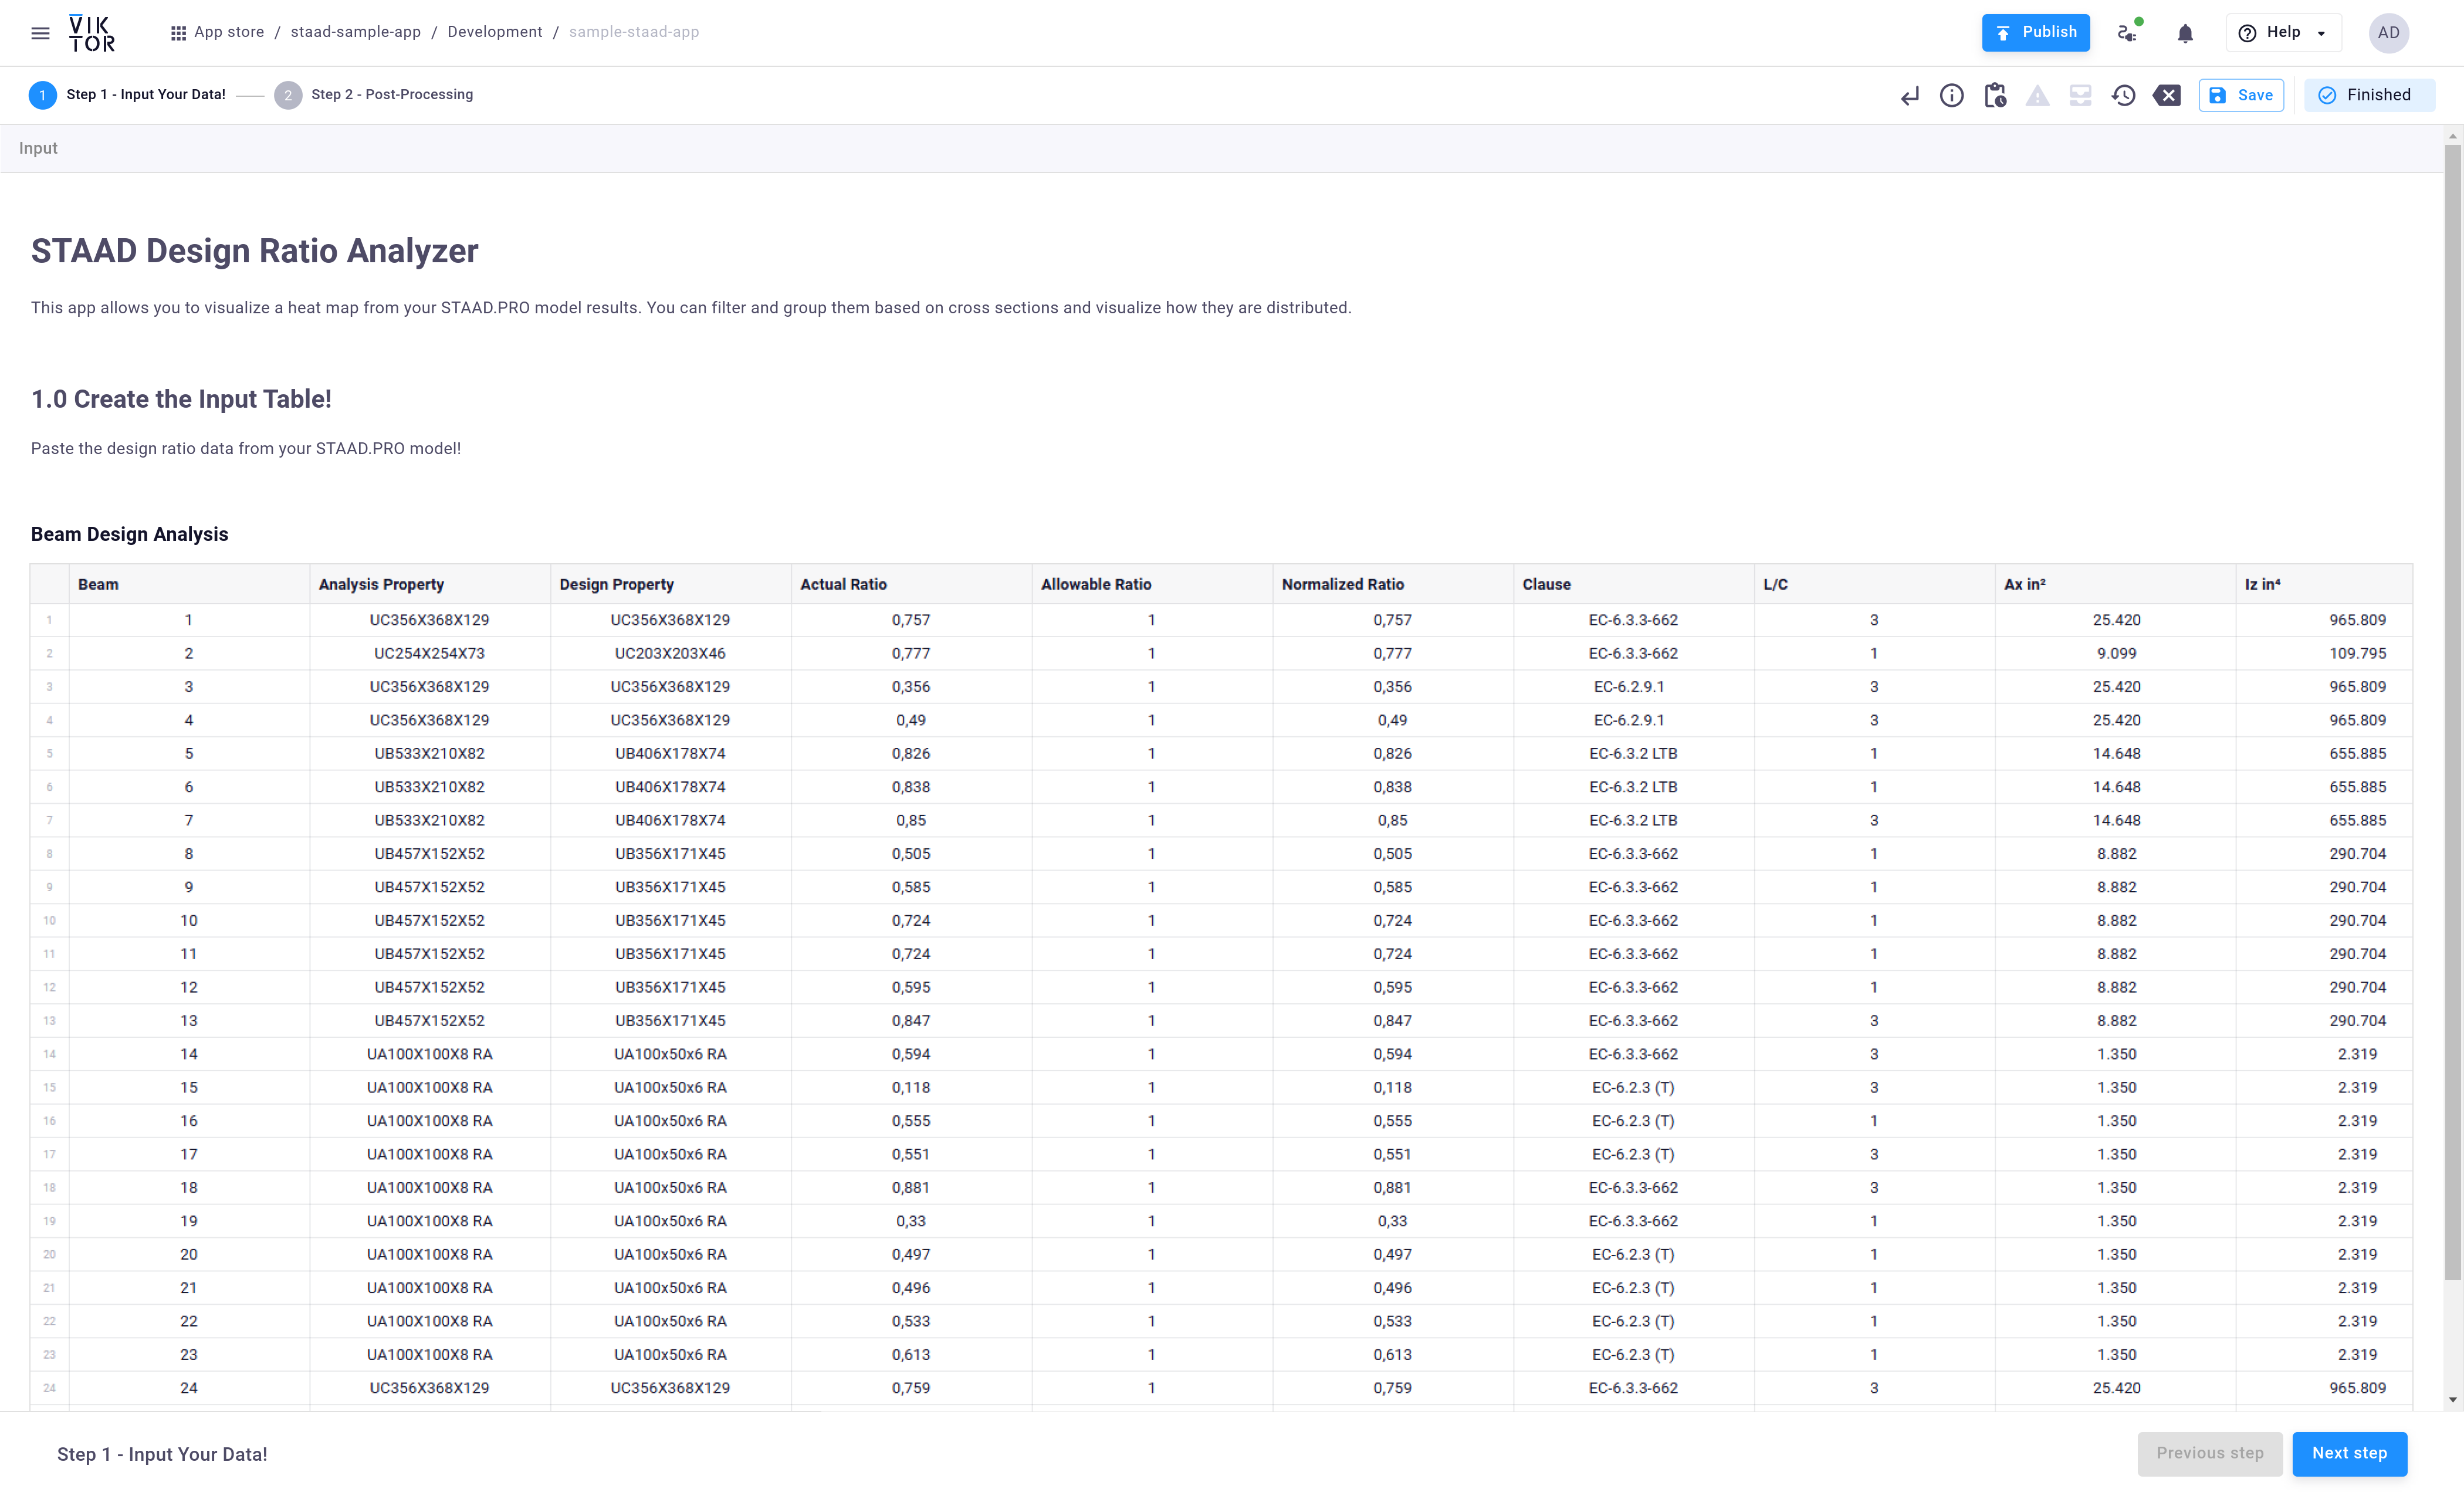 VIKTOR App store / staad-sample-app / Development / sample-staad-app Publish Help AD
1 Step 1 - Input Your Data! 2 Step 2 - Post-Processing Save Finished
Input
STAAD Design Ratio Analyzer
This app allows you to visualize a heat map from your STAAD.PRO model results. You can filter and group them based on cross sections and visualize how they are distributed.
1.0 Create the Input Table!
Paste the design ratio data from your STAAD.PRO model!
Beam Design Analysis
Beam Analysis Property Design Property Actual Ratio Allowable Ratio Normalized Ratio Clause L/C Ax in² Iz in⁴
1 1 UC356X368X129 UC356X368X129 0,757 1 0,757 EC-6.3.3-662 3 25.420 965.809
2 2 UC254X254X73 UC203X203X46 0,777 1 0,777 EC-6.3.3-662 1 9.099 109.795
3 3 UC356X368X129 UC356X368X129 0,356 1 0,356 EC-6.2.9.1 3 25.420 965.809
4 4 UC356X368X129 UC356X368X129 0,49 1 0,49 EC-6.2.9.1 3 25.420 965.809
5 5 UB533X210X82 UB406X178X74 0,826 1 0,826 EC-6.3.2 LTB 1 14.648 655.885
6 6 UB533X210X82 UB406X178X74 0,838 1 0,838 EC-6.3.2 LTB 1 14.648 655.885
7 7 UB533X210X82 UB406X178X74 0,85 1 0,85 EC-6.3.2 LTB 3 14.648 655.885
8 8 UB457X152X52 UB356X171X45 0,505 1 0,505 EC-6.3.3-662 1 8.882 290.704
9 9 UB457X152X52 UB356X171X45 0,585 1 0,585 EC-6.3.3-662 1 8.882 290.704
10 10 UB457X152X52 UB356X171X45 0,724 1 0,724 EC-6.3.3-662 1 8.882 290.704
11 11 UB457X152X52 UB356X171X45 0,724 1 0,724 EC-6.3.3-662 1 8.882 290.704
12 12 UB457X152X52 UB356X171X45 0,595 1 0,595 EC-6.3.3-662 1 8.882 290.704
13 13 UB457X152X52 UB356X171X45 0,847 1 0,847 EC-6.3.3-662 3 8.882 290.704
14 14 UA100X100X8 RA UA100x50x6 RA 0,594 1 0,594 EC-6.3.3-662 3 1.350 2.319
15 15 UA100X100X8 RA UA100x50x6 RA 0,118 1 0,118 EC-6.2.3 (T) 3 1.350 2.319
16 16 UA100X100X8 RA UA100x50x6 RA 0,555 1 0,555 EC-6.2.3 (T) 1 1.350 2.319
17 17 UA100X100X8 RA UA100x50x6 RA 0,551 1 0,551 EC-6.2.3 (T) 3 1.350 2.319
18 18 UA100X100X8 RA UA100x50x6 RA 0,881 1 0,881 EC-6.3.3-662 3 1.350 2.319
19 19 UA100X100X8 RA UA100x50x6 RA 0,33 1 0,33 EC-6.3.3-662 1 1.350 2.319
20 20 UA100X100X8 RA UA100x50x6 RA 0,497 1 0,497 EC-6.2.3 (T) 1 1.350 2.319
21 21 UA100X100X8 RA UA100x50x6 RA 0,496 1 0,496 EC-6.2.3 (T) 1 1.350 2.319
22 22 UA100X100X8 RA UA100x50x6 RA 0,533 1 0,533 EC-6.2.3 (T) 1 1.350 2.319
23 23 UA100X100X8 RA UA100x50x6 RA 0,613 1 0,613 EC-6.2.3 (T) 1 1.350 2.319
24 24 UC356X368X129 UC356X368X129 0,759 1 0,759 EC-6.3.3-662 3 25.420 965.809
Step 1 - Input Your Data! Previous step Next step